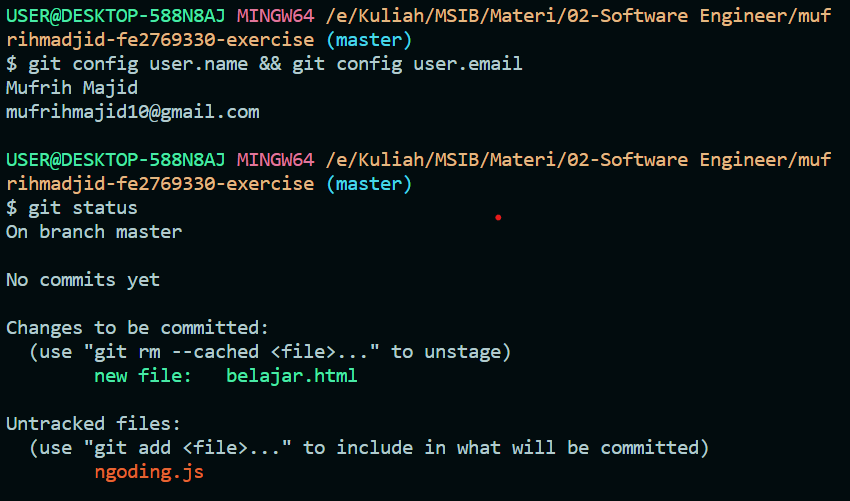 USER@DESKTOP-588N8AJ MINGW64 /e/Kuliah/MSIB/Materi/02-Software Engineer/muf
rihmadjid-fe2769330-exercise (master)
$ git config user.name && git config user.email
Mufrih Majid
mufrihmajid10@gmail.com
USER@DESKTOP-588N8AJ MINGW64 /e/Kuliah/MSIB/Materi/02-Software Engineer/muf
rihmadjid-fe2769330-exercise (master)
$ git status
On branch master
No commits yet
Changes to be committed:
(use "git rm --cached <file>..." to unstage)
new file: belajar.html
Untracked files:
(use "git add <file>..." to include in what will be committed)
ngoding.js